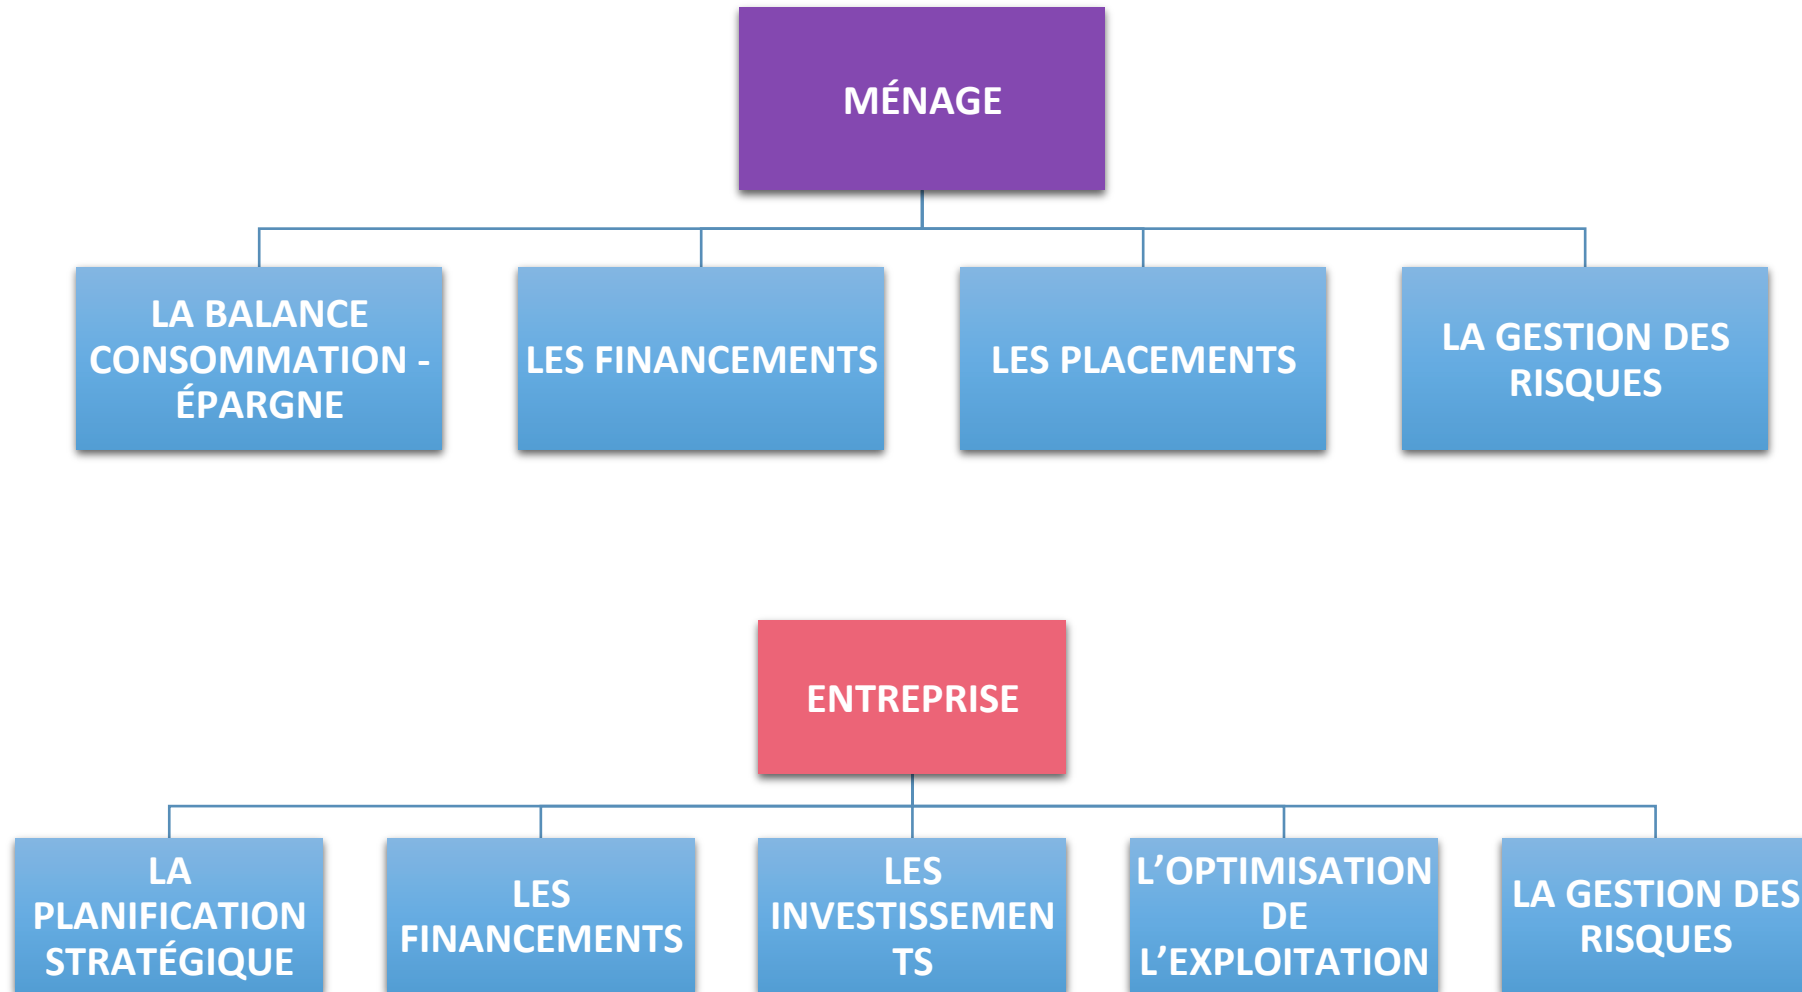 MÉNAGE
LA BALANCE
CONSOMMATION -
ÉPARGNE
LES FINANCEMENTS
LES PLACEMENTS
LA GESTION DES
RISQUES
ENTREPRISE
LA
PLANIFICATION
STRATÉGIQUE
LES
FINANCEMENTS
LES
INVESTISSEMEN
TS
L’OPTIMISATION
DE
L’EXPLOITATION
LA GESTION DES
RISQUES